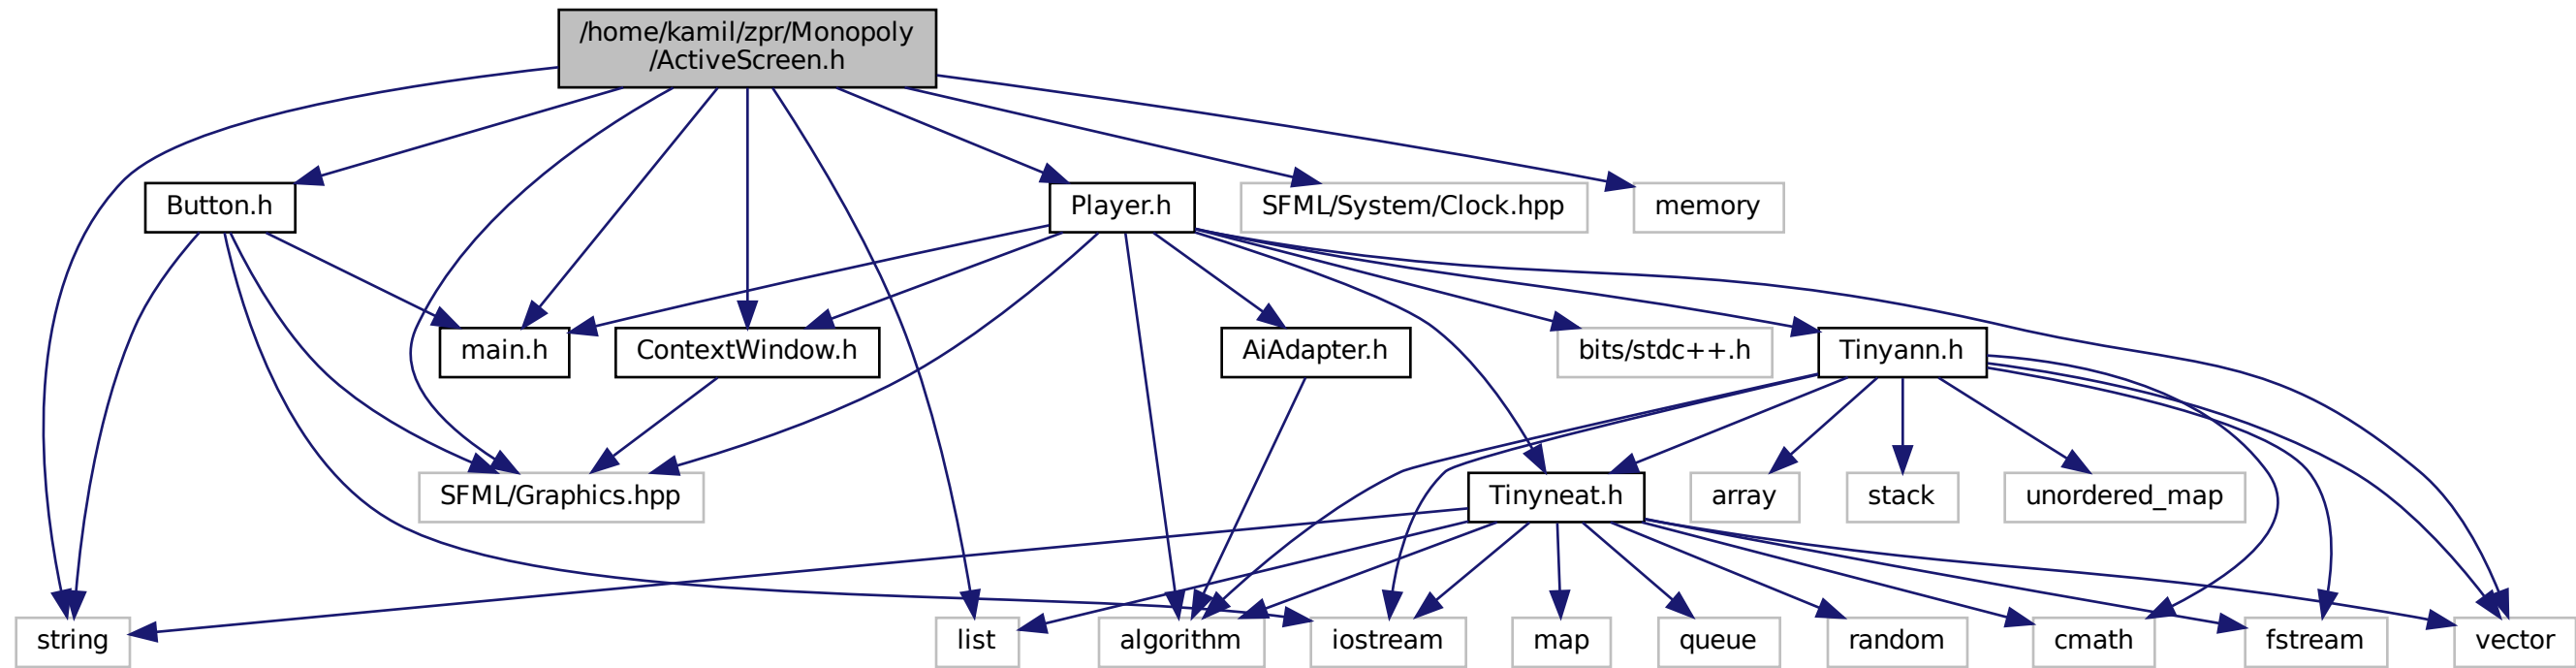 /home/kamil/zpr/Monopoly
/ActiveScreen.h
Button.h
Player.h
SFML/System/Clock.hpp
memory
main.h
ContextWindow.h
AiAdapter.h
bits/stdc++.h
Tinyann.h
SFML/Graphics.hpp
Tinyneat.h
array
stack
unordered_map
string
list
algorithm
iostream
map
queue
random
cmath
fstream
vector